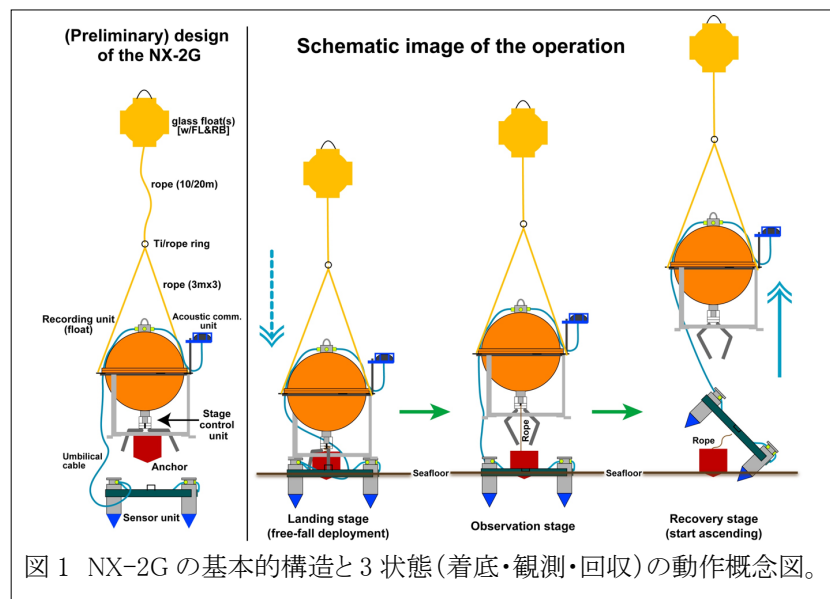 (Preliminary) design
of the NX-2G
glass float(s)
[w/FL&RB]
rope (10/20m)
Ti/rope ring
rope (3mx3)
Recording unit
(float)
Acoustic comm.
unit
Stage
control
unit
Umbilical
cable
Anchor
Sensor unit
Schematic image of the operation
Rope
Rope
Seafloor
Seafloor
Landing stage
(free-fall deployment)
Observation stage
Recovery stage
(start ascending)
図 1 NX-2G の基本的構造と 3 状態(着底・観測・回収)の動作概念図。